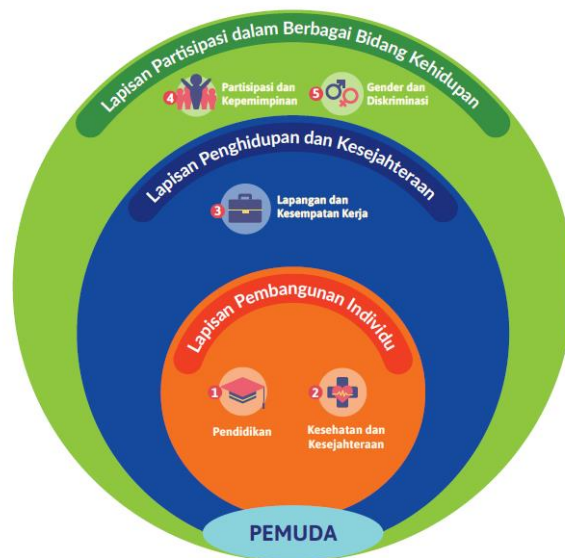 Lapisan Partisipasi dalam Berbagai Bidang Kehidupan
4
Partisipasi dan
Kepemimpinan
5
Gender dan
Diskriminasi
Lapisan Penghidupan dan Kesejahteraan
3
Lapangan dan
Kesempatan Kerja
Lapisan Pembangunan Individu
1
Pendidikan
2
Kesehatan dan
Kesejahteraan
PEMUDA